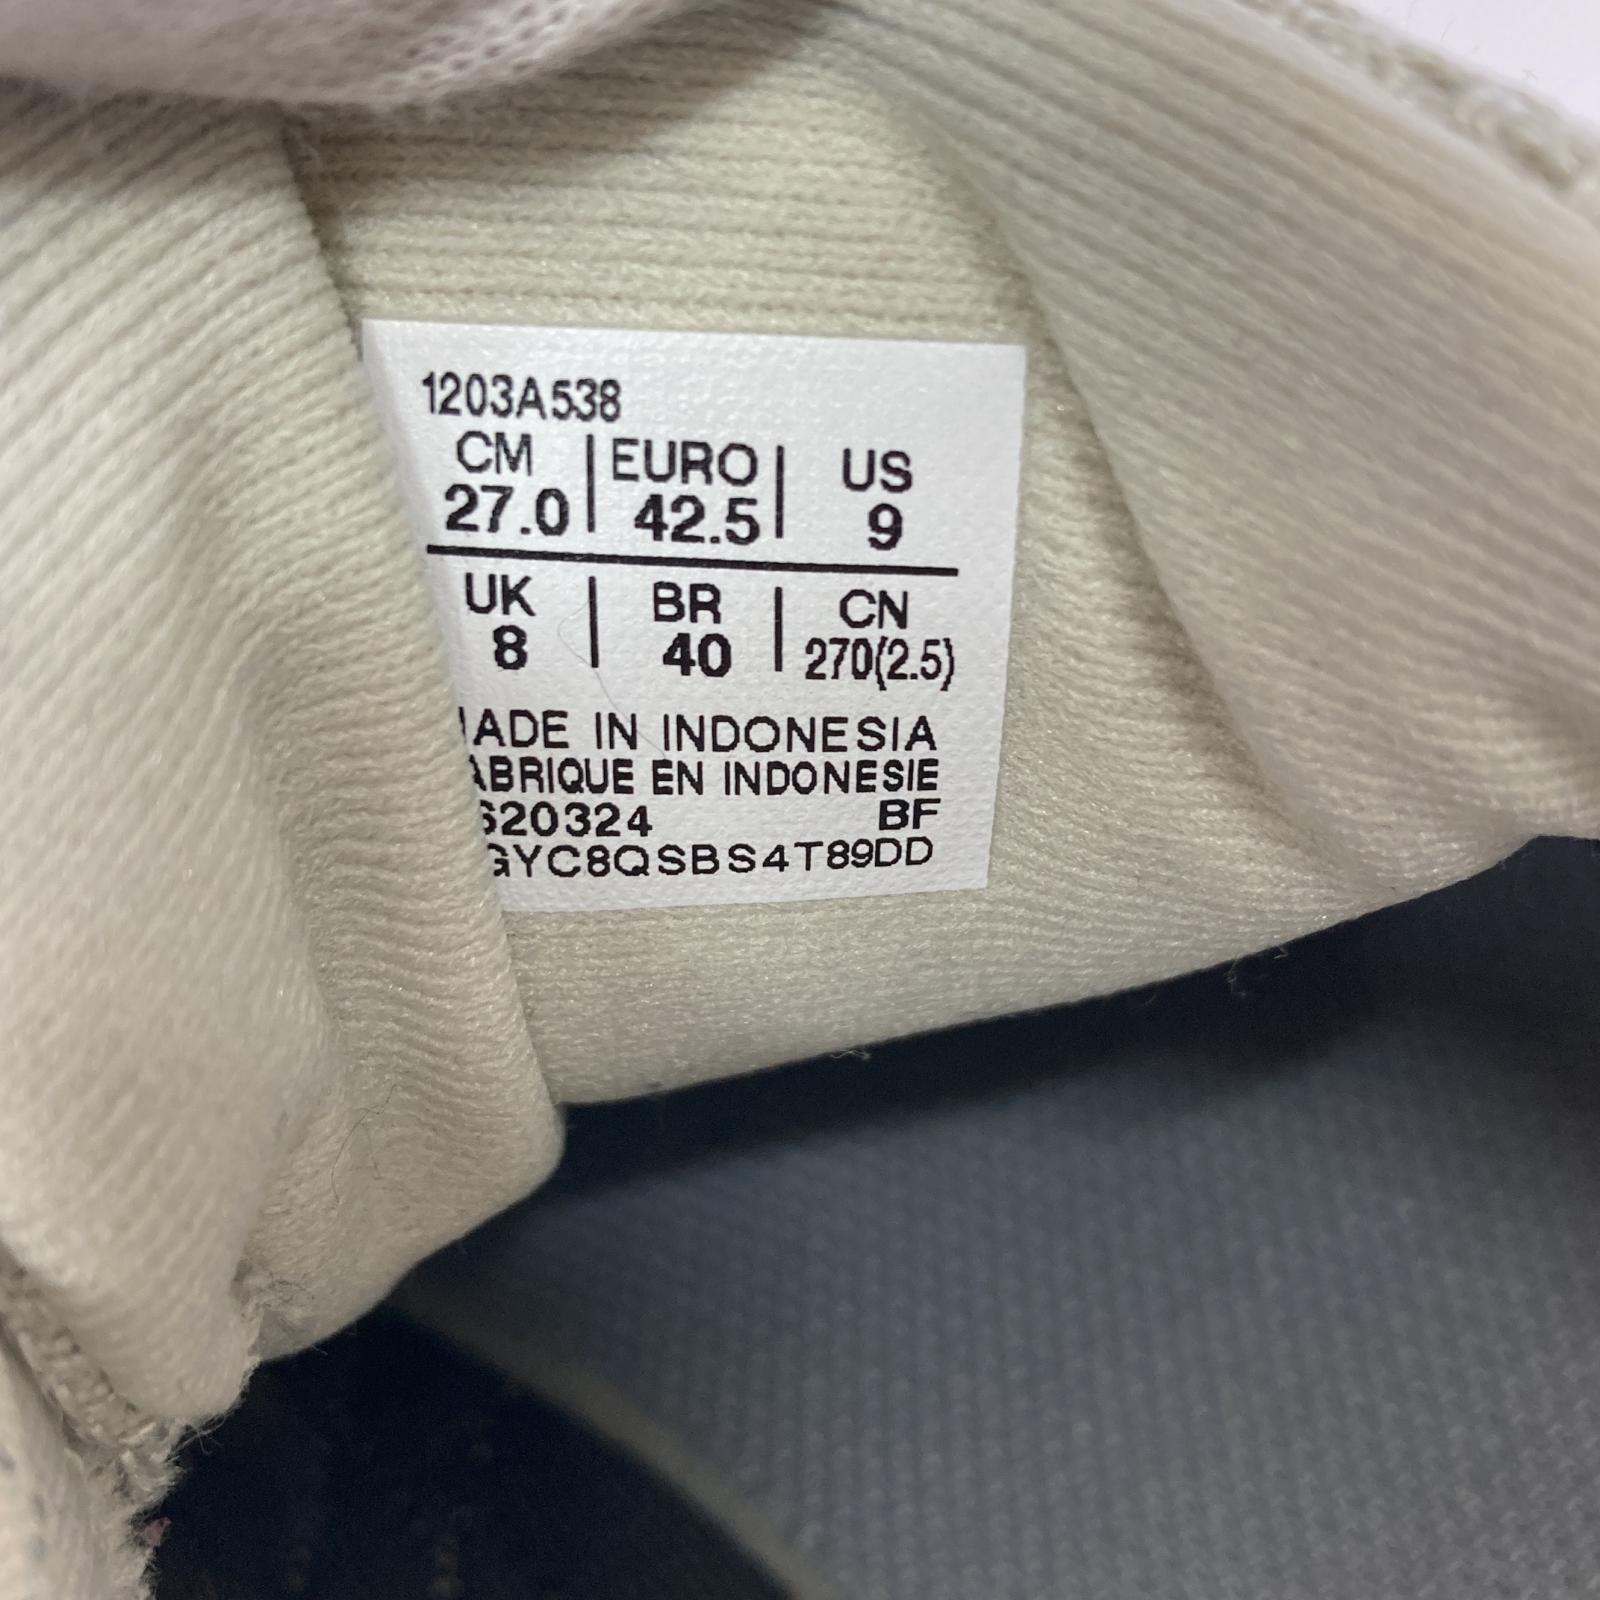 1203A538
CM | EURO | US
27.0 | 42.5 | 9
UK | BR | CN
8 | 40 | 270(2.5)
ADE IN INDONESIA
ABRIQUE EN INDONESIE
620324 BF
GYC8QSBS4T89DD